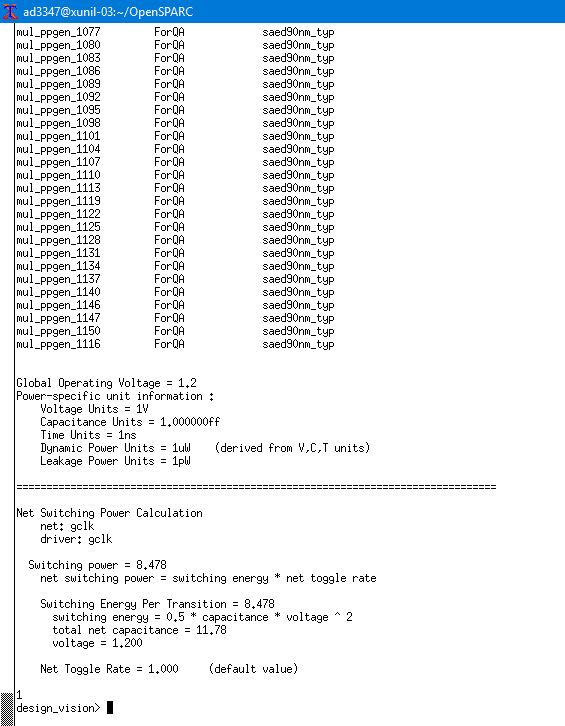 ad3347@xunil-03:~/OpenSPARC
mul_ppgen_1077 ForQA saed90nm_typ
mul_ppgen_1080 ForQA saed90nm_typ
mul_ppgen_1083 ForQA saed90nm_typ
mul_ppgen_1086 ForQA saed90nm_typ
mul_ppgen_1089 ForQA saed90nm_typ
mul_ppgen_1092 ForQA saed90nm_typ
mul_ppgen_1095 ForQA saed90nm_typ
mul_ppgen_1098 ForQA saed90nm_typ
mul_ppgen_1101 ForQA saed90nm_typ
mul_ppgen_1104 ForQA saed90nm_typ
mul_ppgen_1107 ForQA saed90nm_typ
mul_ppgen_1110 ForQA saed90nm_typ
mul_ppgen_1113 ForQA saed90nm_typ
mul_ppgen_1119 ForQA saed90nm_typ
mul_ppgen_1122 ForQA saed90nm_typ
mul_ppgen_1125 ForQA saed90nm_typ
mul_ppgen_1128 ForQA saed90nm_typ
mul_ppgen_1131 ForQA saed90nm_typ
mul_ppgen_1134 ForQA saed90nm_typ
mul_ppgen_1137 ForQA saed90nm_typ
mul_ppgen_1140 ForQA saed90nm_typ
mul_ppgen_1146 ForQA saed90nm_typ
mul_ppgen_1147 ForQA saed90nm_typ
mul_ppgen_1150 ForQA saed90nm_typ
mul_ppgen_1116 ForQA saed90nm_typ
Global Operating Voltage = 1.2
Power-specific unit information :
Voltage Units = 1V
Capacitance Units = 1.000000ff
Time Units = 1ns
Dynamic Power Units = 1uW (derived from V,C,T units)
Leakage Power Units = 1pW
================================================================================
Net Switching Power Calculation
net: gclk
driver: gclk
Switching power = 8.478
net switching power = switching energy * net toggle rate
Switching Energy Per Transition = 8.478
switching energy = 0.5 * capacitance * voltage ^ 2
total net capacitance = 11.78
voltage = 1.200
Net Toggle Rate = 1.000 (default value)
1
design_vision>